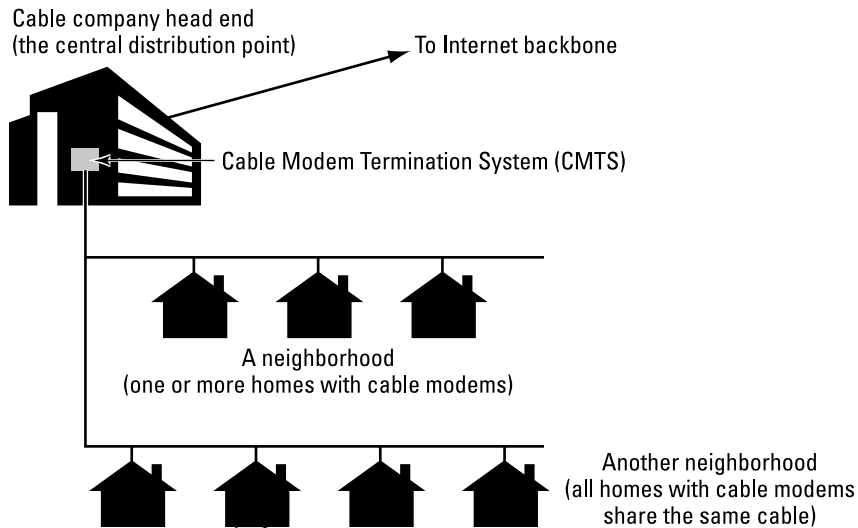 Cable company head end
(the central distribution point)
To Internet backbone
Cable Modem Termination System (CMTS)
A neighborhood
(one or more homes with cable modems)
Another neighborhood
(all homes with cable modems
share the same cable)